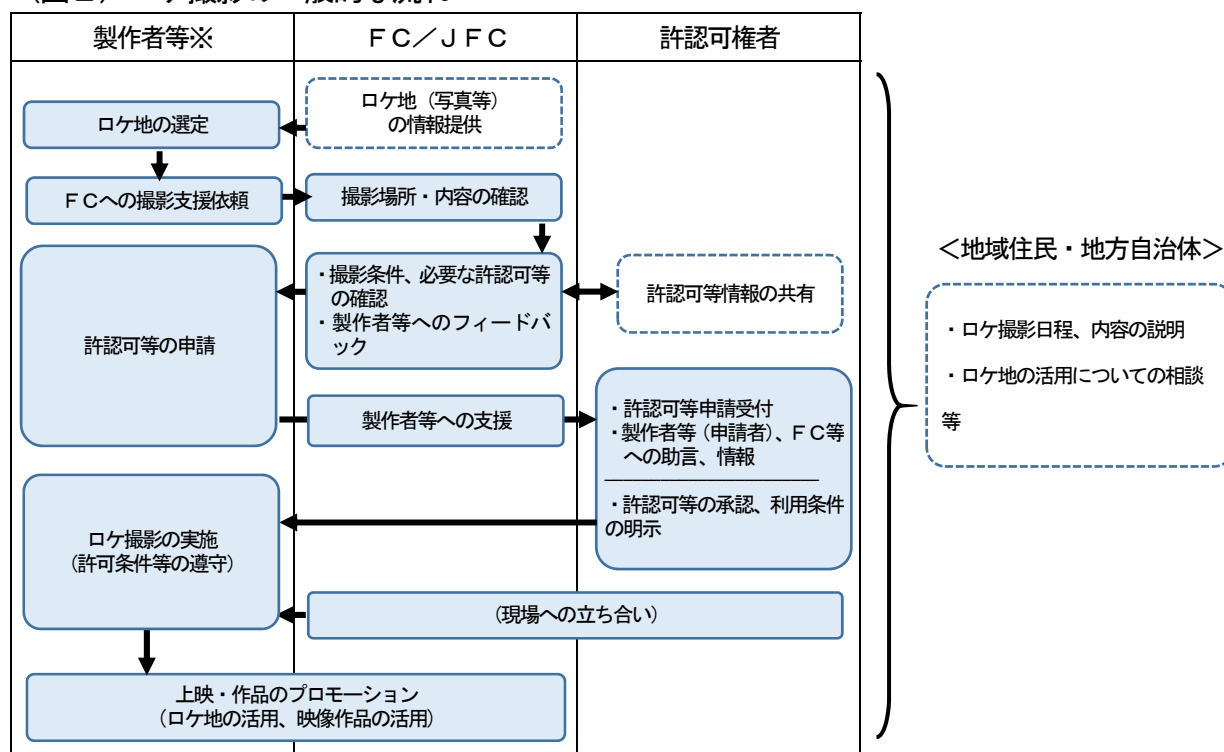 製作者等※
FC/JFC
許認可権者
ロケ地(写真等)
の情報提供
ロケ地の選定
FCへの撮影支援依頼
撮影場所・内容の確認
・撮影条件、必要な許認可等
の確認
・製作者等へのフィードバ
ック
許認可等情報の共有
許認可等の申請
製作者等への支援
・許認可等申請受付
・製作者等(申請者)、FC等
への助言、情報
・許認可等の承認、利用条件
の明示
ロケ撮影の実施
(許可条件等の遵守)
(現場への立ち合い)
上映・作品のプロモーション
(ロケ地の活用、映像作品の活用)
<地域住民・地方自治体>
・ロケ撮影日程、内容の説明
・ロケ地の活用についての相談
等